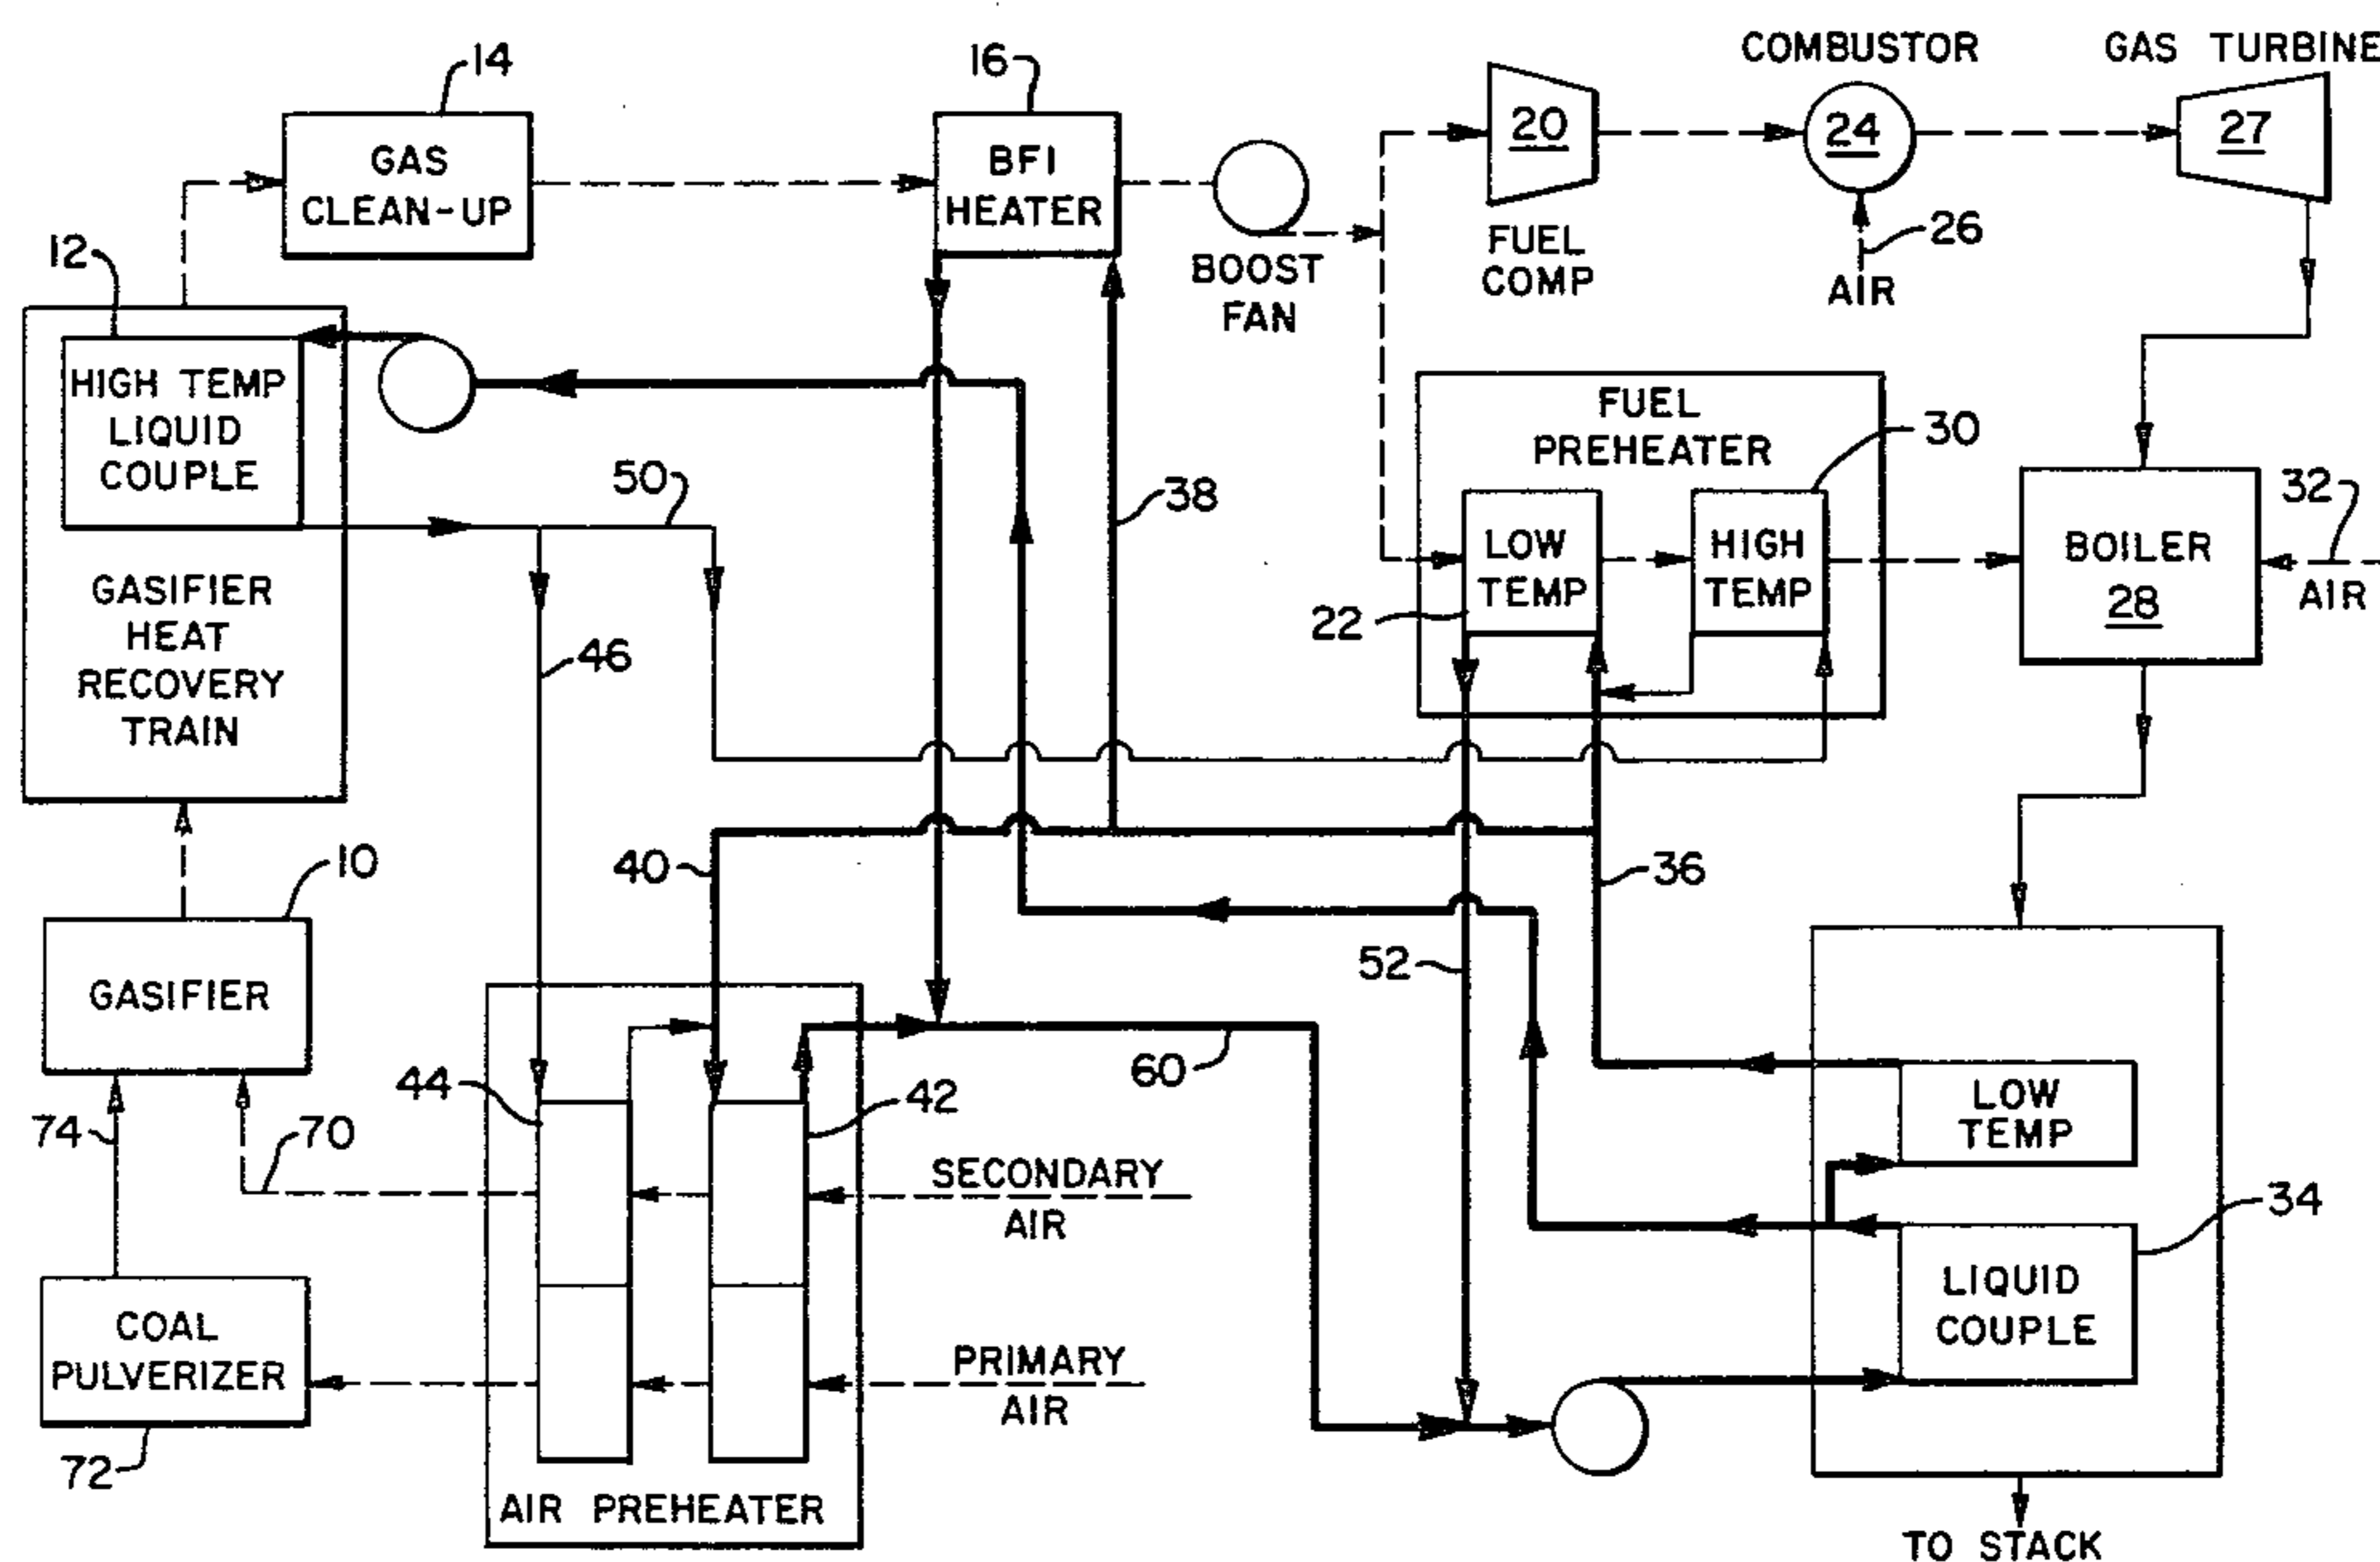 14
GAS
CLEAN-UP
16
BFI
HEATER
BOOST
FAN
20
FUEL
COMP
COMBUSTOR
24
26
AIR
GAS TURBINE
27
12
HIGH TEMP
LIQUID
COUPLE
GASIFIER
HEAT
RECOVERY
TRAIN
50
46
38
FUEL
PREHEATER
30
LOW
TEMP
22
HIGH
TEMP
BOILER
28
32
AIR
10
GASIFIER
40
36
52
74
70
44
42
60
SECONDARY
AIR
PRIMARY
AIR
COAL
PULVERIZER
72
AIR PREHEATER
LOW
TEMP
34
LIQUID
COUPLE
TO STACK